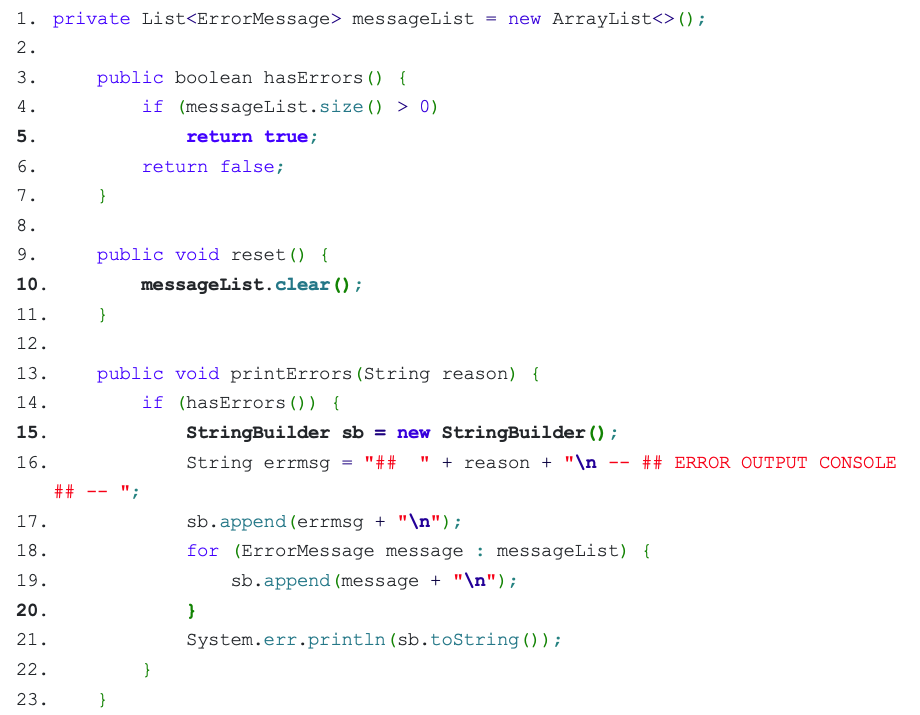 1. private List<ErrorMessage> messageList = new ArrayList<>();
2.
3.     public boolean hasErrors() {
4.         if (messageList.size() > 0)
5.             return true;
6.         return false;
7.     }
8.
9.     public void reset() {
10.         messageList.clear();
11.     }
12.
13.     public void printErrors(String reason) {
14.         if (hasErrors()) {
15.             StringBuilder sb = new StringBuilder();
16.             String errmsg = "##  " + reason + "\n -- ## ERROR OUTPUT CONSOLE
## -- ";
17.             sb.append(errmsg + "\n");
18.             for (ErrorMessage message : messageList) {
19.                 sb.append(message + "\n");
20.             }
21.             System.err.println(sb.toString());
22.         }
23.     }